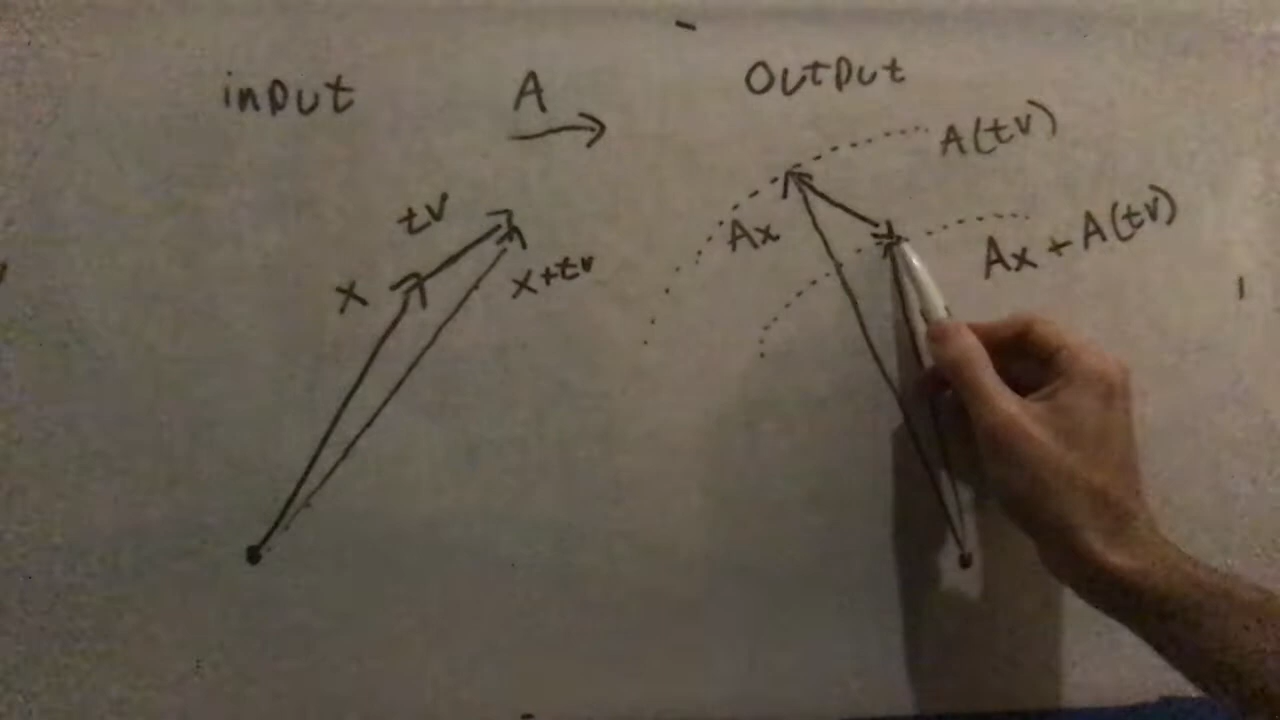 input
A
output
A(tv)
tv
Ax
Ax + A(tv)
x
x+tv